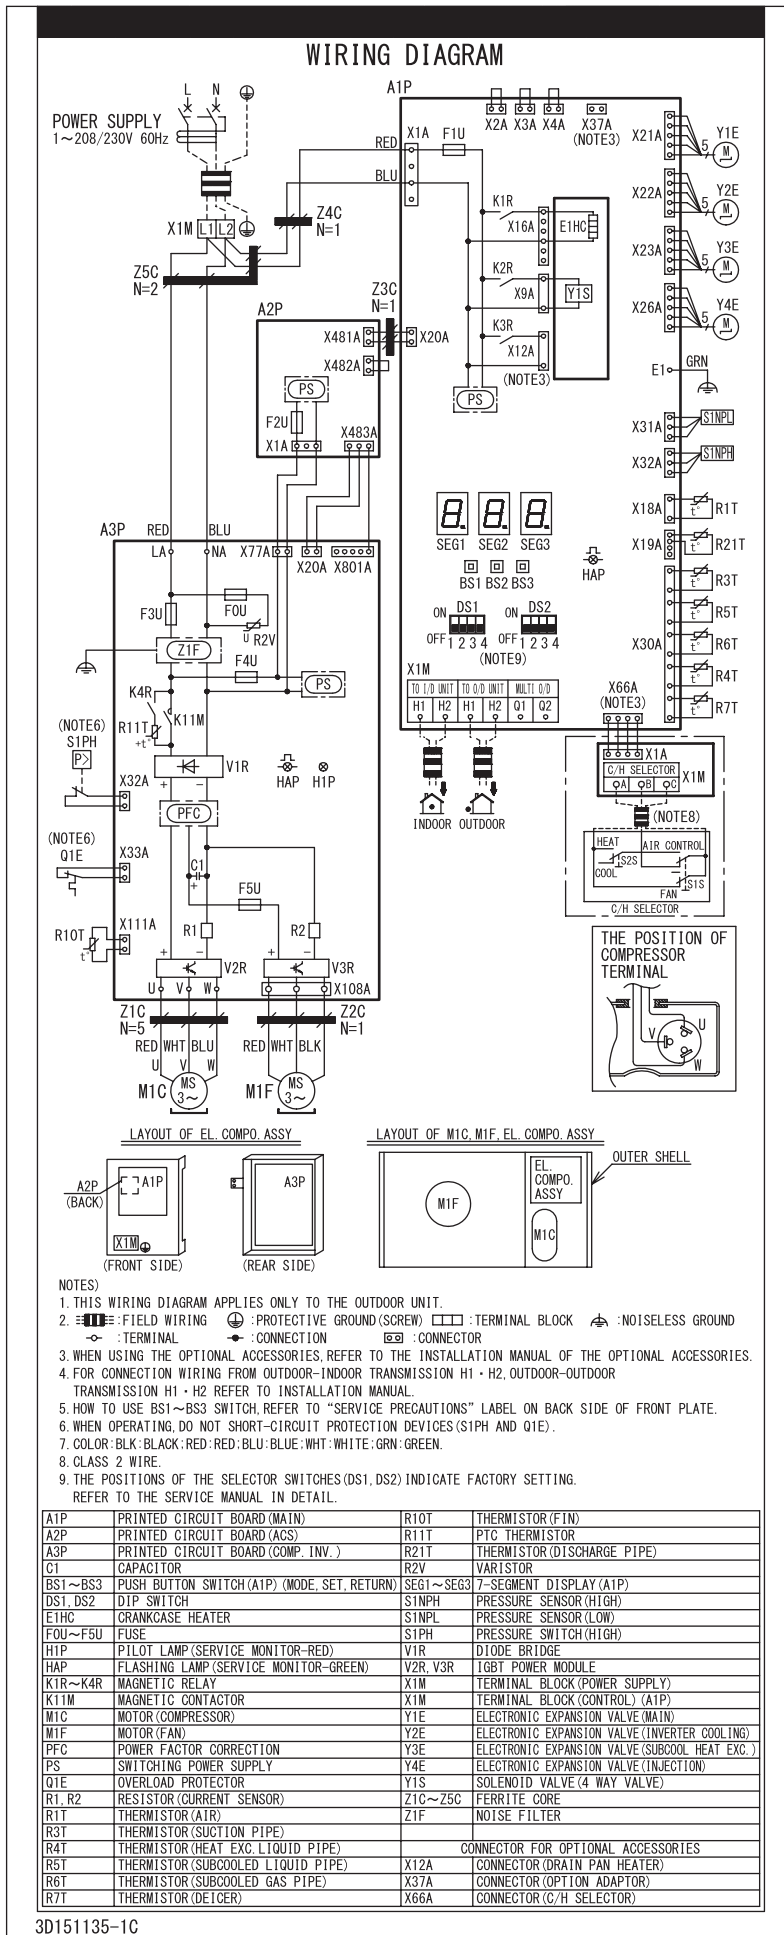 WIRING DIAGRAM
A1P
L N
POWER SUPPLY
1～208/230V 60Hz
X1M L1 L2
Z5C
N=2
Z4C
N=1
RED
BLU
X1A
F1U
X2A X3A X4A X37A
(NOTE3)
X21A 5 M Y1E
X22A 5 M Y2E
X23A 5 M Y3E
X26A 5 M Y4E
K1R
X16A
E1HC
K2R
X9A
Y1S
K3R
X12A
(NOTE3)
PS
Z3C
N=1
A2P
X481A
X20A
X482A
PS
F2U
X1A
X483A
E1 GRN
X31A S1NPL
X32A S1NPH
X18A t° R1T
X19A t° R21T
t° R3T
t° R5T
X30A t° R6T
t° R4T
t° R7T
SEG1 SEG2 SEG3
BS1 BS2 BS3
HAP
ON DS1 ON DS2
OFF 1 2 3 4 OFF 1 2 3 4
(NOTE9)
X1M
TO I/D UNIT TO O/D UNIT MULTI O/D
H1 H2 H1 H2 Q1 Q2
INDOOR OUTDOOR
X66A
(NOTE3)
X1A
C/H SELECTOR
A B C
X1M
(NOTE8)
HEAT
COOL
S2S
AIR CONTROL
S1S
FAN
C/H SELECTOR
A3P
RED BLU
LA NA
X77A
X20A X801A
F3U
F0U
U R2V
Z1F
F4U
PS
K4R
K11M
R11T
+t°
V1R
+ −
HAP H1P
PFC
(NOTE6)
S1PH
P>
X32A
(NOTE6)
Q1E
X33A
C1
+
F5U
R10T
t°
X111A
R1
R2
+ −
V2R
+ −
V3R
U V W
X108A
Z1C
N=5
Z2C
N=1
RED WHT BLU
U V W
RED WHT BLK
M1C MS
3～
M1F MS
3～
THE POSITION OF
COMPRESSOR
TERMINAL
U
V
W
LAYOUT OF EL. COMPO. ASSY
A2P
(BACK)
A1P
X1M
(FRONT SIDE)
A3P
(REAR SIDE)
LAYOUT OF M1C, M1F, EL. COMPO. ASSY
M1F
EL.
COMPO.
ASSY
M1C
OUTER SHELL
NOTES)
1. THIS WIRING DIAGRAM APPLIES ONLY TO THE OUTDOOR UNIT.
2. :FIELD WIRING :PROTECTIVE GROUND(SCREW) :TERMINAL BLOCK :NOISELESS GROUND
:TERMINAL :CONNECTION :CONNECTOR
3. WHEN USING THE OPTIONAL ACCESSORIES, REFER TO THE INSTALLATION MANUAL OF THE OPTIONAL ACCESSORIES.
4. FOR CONNECTION WIRING FROM OUTDOOR-INDOOR TRANSMISSION H1・H2, OUTDOOR-OUTDOOR
TRANSMISSION H1・H2 REFER TO INSTALLATION MANUAL.
5. HOW TO USE BS1～BS3 SWITCH, REFER TO “SERVICE PRECAUTIONS” LABEL ON BACK SIDE OF FRONT PLATE.
6. WHEN OPERATING, DO NOT SHORT-CIRCUIT PROTECTION DEVICES(S1PH AND Q1E).
7. COLOR:BLK:BLACK;RED:RED;BLU:BLUE;WHT:WHITE;GRN:GREEN.
8. CLASS 2 WIRE.
9. THE POSITIONS OF THE SELECTOR SWITCHES(DS1, DS2)INDICATE FACTORY SETTING.
REFER TO THE SERVICE MANUAL IN DETAIL.
A1P PRINTED CIRCUIT BOARD(MAIN) R10T THERMISTOR(FIN)
A2P PRINTED CIRCUIT BOARD(ACS) R11T PTC THERMISTOR
A3P PRINTED CIRCUIT BOARD(COMP. INV.) R21T THERMISTOR(DISCHARGE PIPE)
C1 CAPACITOR R2V VARISTOR
BS1～BS3 PUSH BUTTON SWITCH(A1P)(MODE, SET, RETURN) SEG1～SEG3 7-SEGMENT DISPLAY(A1P)
DS1, DS2 DIP SWITCH S1NPH PRESSURE SENSOR(HIGH)
E1HC CRANKCASE HEATER S1NPL PRESSURE SENSOR(LOW)
F0U～F5U FUSE S1PH PRESSURE SWITCH(HIGH)
H1P PILOT LAMP(SERVICE MONITOR-RED) V1R DIODE BRIDGE
HAP FLASHING LAMP(SERVICE MONITOR-GREEN) V2R, V3R IGBT POWER MODULE
K1R～K4R MAGNETIC RELAY X1M TERMINAL BLOCK(POWER SUPPLY)
K11M MAGNETIC CONTACTOR X1M TERMINAL BLOCK(CONTROL)(A1P)
M1C MOTOR(COMPRESSOR) Y1E ELECTRONIC EXPANSION VALVE(MAIN)
M1F MOTOR(FAN) Y2E ELECTRONIC EXPANSION VALVE(INVERTER COOLING)
PFC POWER FACTOR CORRECTION Y3E ELECTRONIC EXPANSION VALVE(SUBCOOL HEAT EXC.)
PS SWITCHING POWER SUPPLY Y4E ELECTRONIC EXPANSION VALVE(INJECTION)
Q1E OVERLOAD PROTECTOR Y1S SOLENOID VALVE(4 WAY VALVE)
R1, R2 RESISTOR(CURRENT SENSOR) Z1C～Z5C FERRITE CORE
R1T THERMISTOR(AIR) Z1F NOISE FILTER
R3T THERMISTOR(SUCTION PIPE)
R4T THERMISTOR(HEAT EXC. LIQUID PIPE) CONNECTOR FOR OPTIONAL ACCESSORIES
R5T THERMISTOR(SUBCOOLED LIQUID PIPE) X12A CONNECTOR(DRAIN PAN HEATER)
R6T THERMISTOR(SUBCOOLED GAS PIPE) X37A CONNECTOR(OPTION ADAPTOR)
R7T THERMISTOR(DEICER) X66A CONNECTOR(C/H SELECTOR)
3D151135-1C